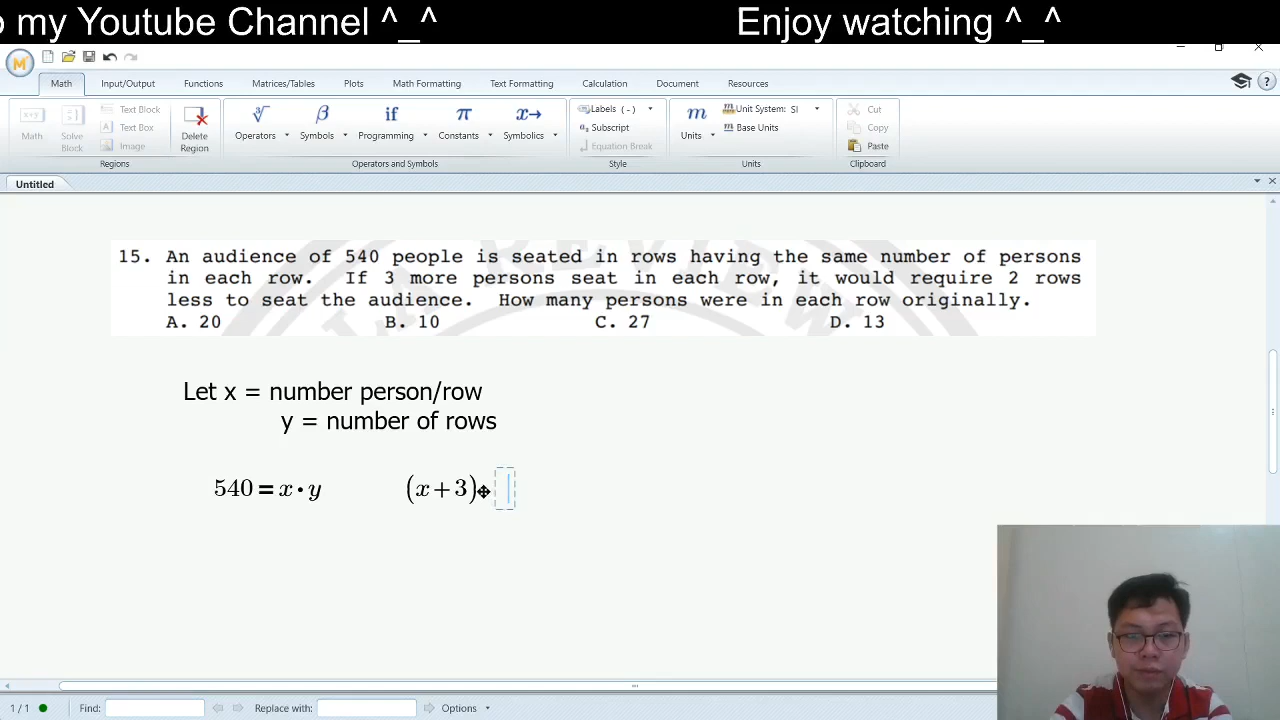 o my Youtube Channel ^_^ Enjoy watching ^_^
Math Input/Output Functions Matrices/Tables Plots Math Formatting Text Formatting Calculation Document Resources
Math
Solve Block
Text Block
Text Box
Image
Delete Region
Regions
Operators
Symbols
Programming
Constants
Symbolics
Operators and Symbols
Labels (-)
Subscript
Equation Break
Style
Units
Unit System: SI
Base Units
Units
Cut
Copy
Paste
Clipboard
Untitled
15. An audience of 540 people is seated in rows having the same number of persons
in each row. If 3 more persons seat in each row, it would require 2 rows
less to seat the audience. How many persons were in each row originally.
A. 20 B. 10 C. 27 D. 13
Let x = number person/row
y = number of rows
540 = x · y (x + 3)
1 / 1 Find: Replace with: Options